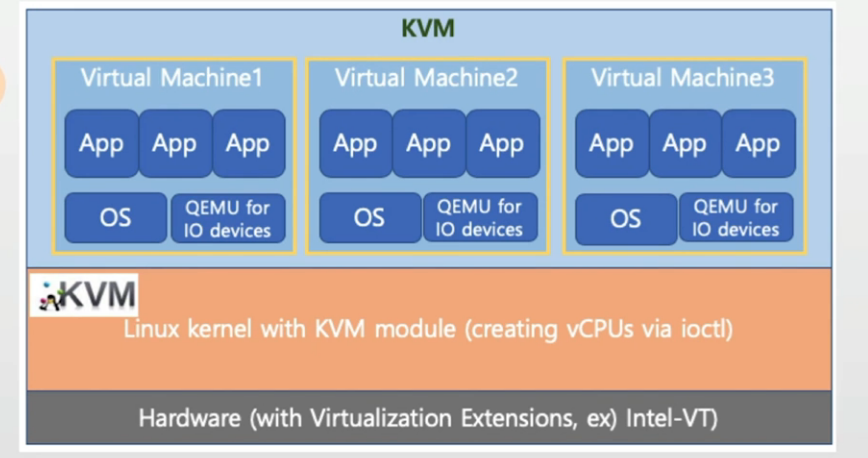 KVM
Virtual Machine1
App App App
OS
QEMU for
IO devices
Virtual Machine2
App App App
OS
QEMU for
IO devices
Virtual Machine3
App App App
OS
QEMU for
IO devices
KVM
Linux kernel with KVM module (creating vCPUs via ioctl)
Hardware (with Virtualization Extensions, ex) Intel-VT)